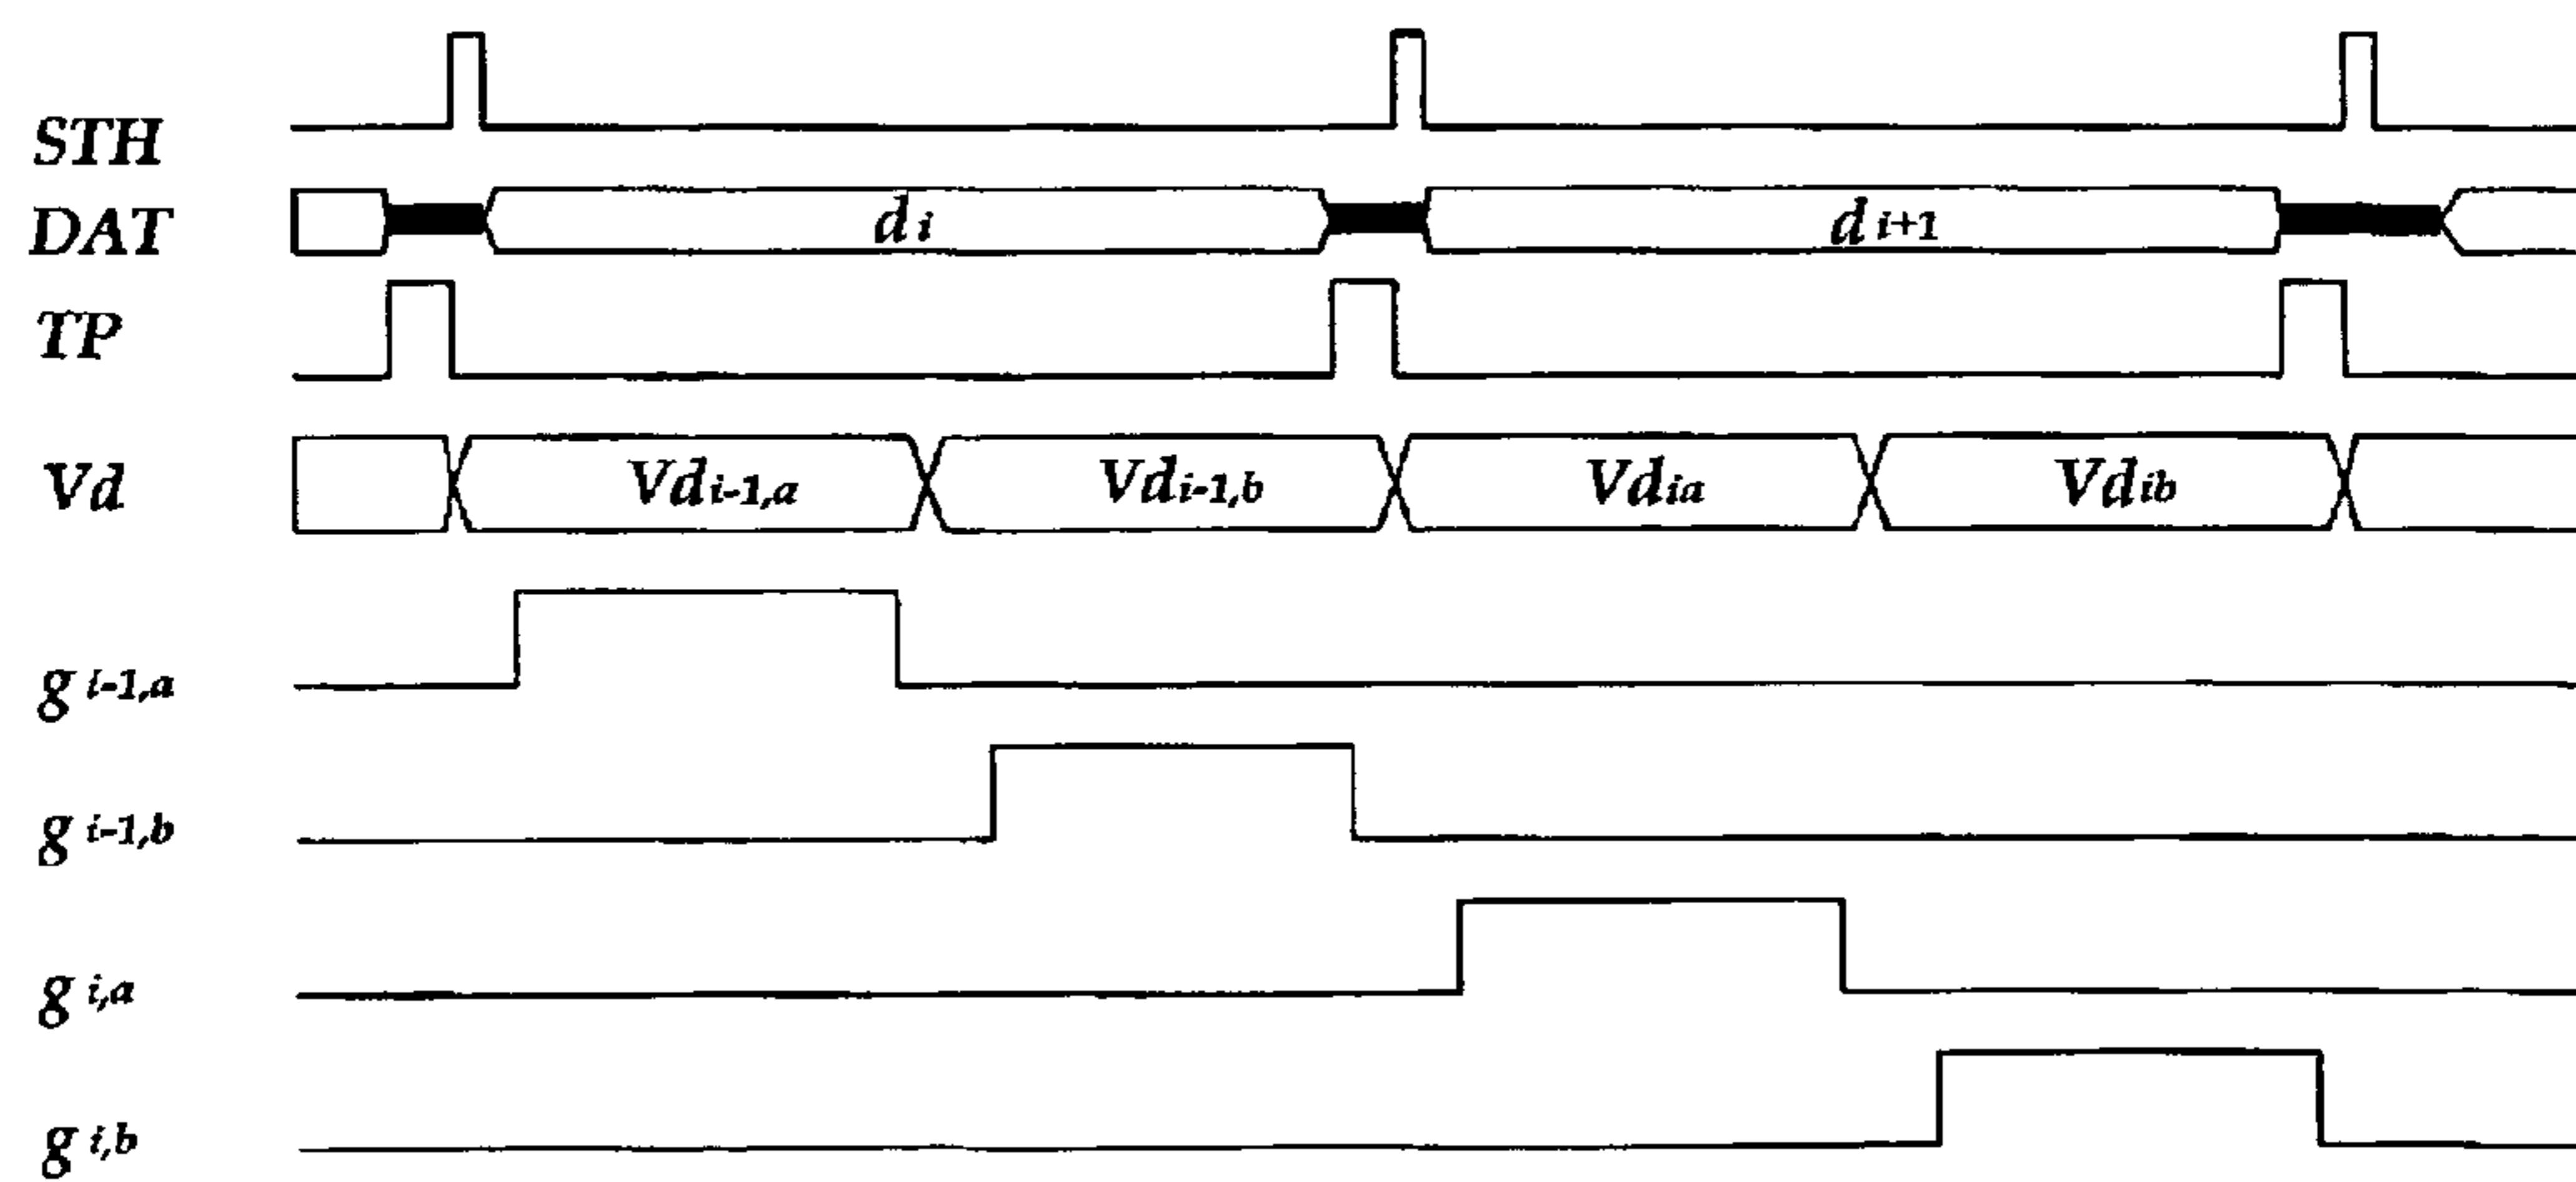 STH
DAT d i d i+1
TP
Vd Vdi-1,a Vdi-1,b Vdia Vdib
g i-1,a
g i-1,b
g i,a
g i,b